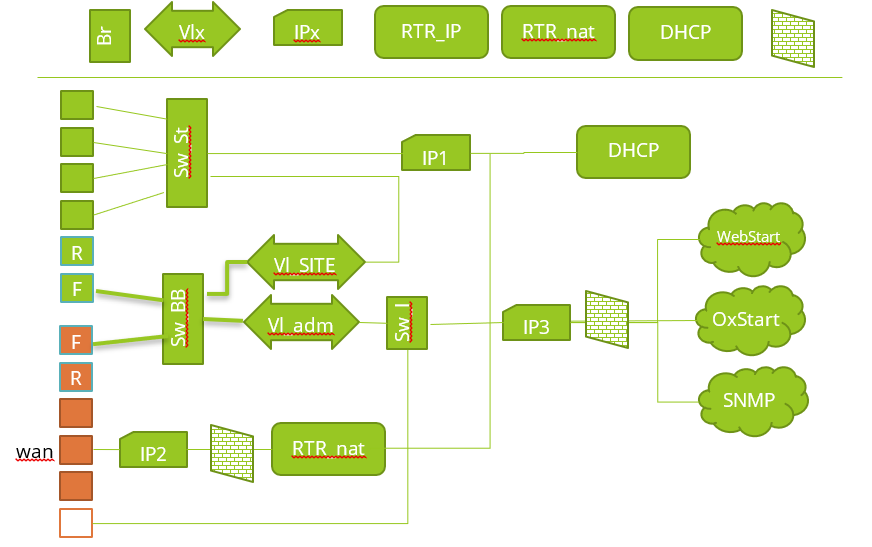 Br
Vlx
IPx
RTR_IP
RTR_nat
DHCP
Sw_St
IP1
DHCP
R
F
Sw_BB
Vl_SITE
Vl_adm
Sw_I
IP3
WebStart
OxStart
SNMP
F
R
wan
IP2
RTR_nat